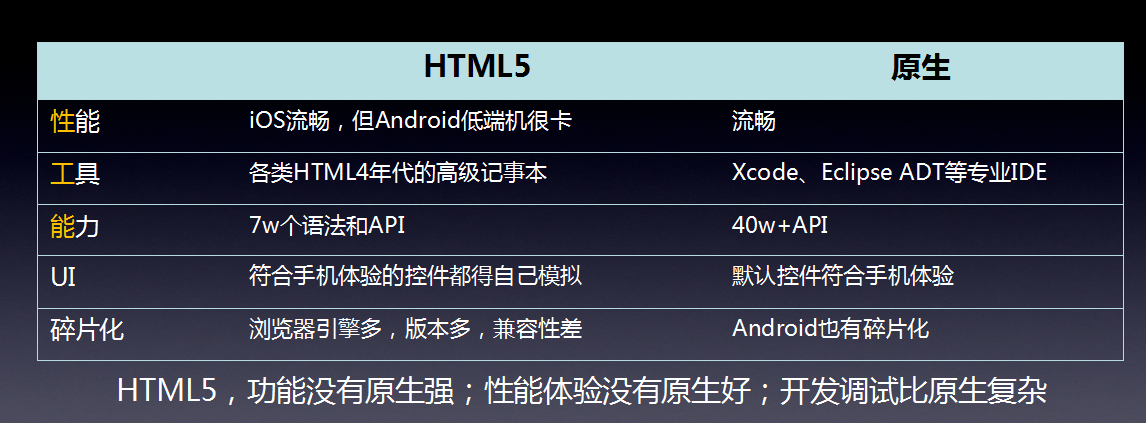 HTML5 原生
性能 iOS流畅，但Android低端机很卡 流畅
工具 各类HTML4年代的高级记事本 Xcode、Eclipse ADT等专业IDE
能力 7w个语法和API 40w+API
UI 符合手机体验的控件都得自己模拟 默认控件符合手机体验
碎片化 浏览器引擎多，版本多，兼容性差 Android也有碎片化
HTML5，功能没有原生强；性能体验没有原生好；开发调试比原生复杂